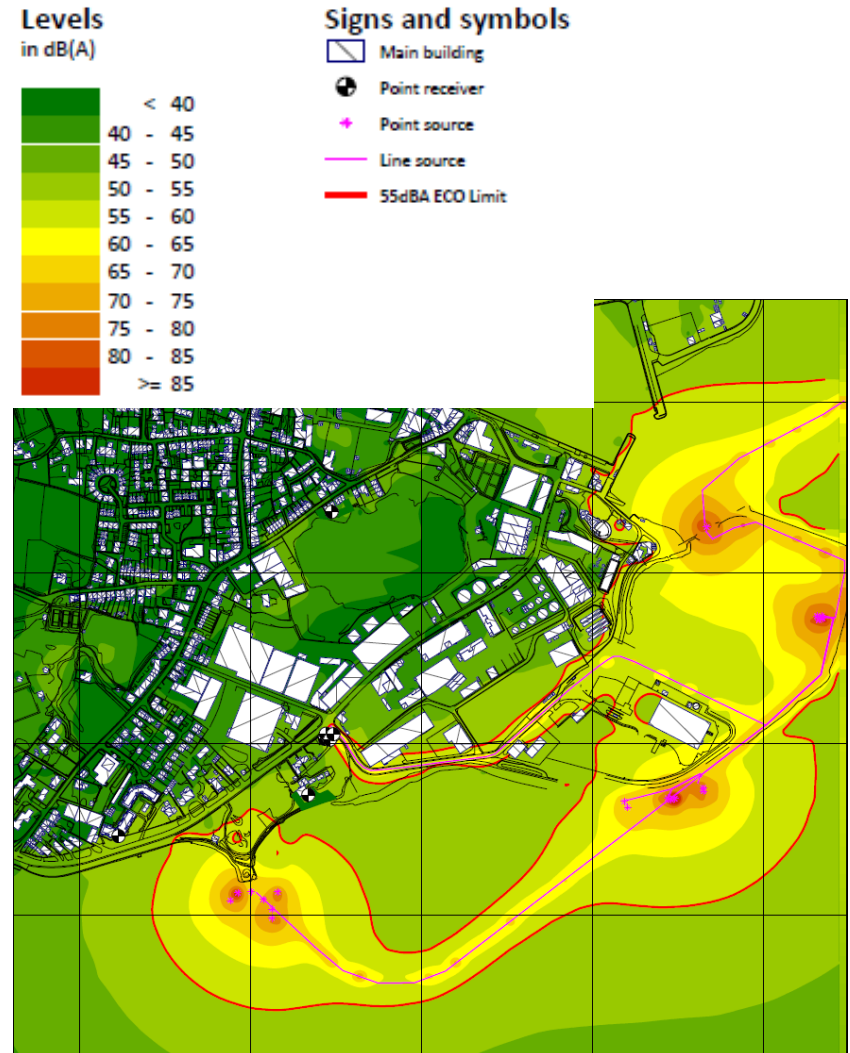 Levels
in dB(A)
< 40
40 - 45
45 - 50
50 - 55
55 - 60
60 - 65
65 - 70
70 - 75
75 - 80
80 - 85
>= 85
Signs and symbols
Main building
Point receiver
Point source
Line source
55dBA ECO Limit